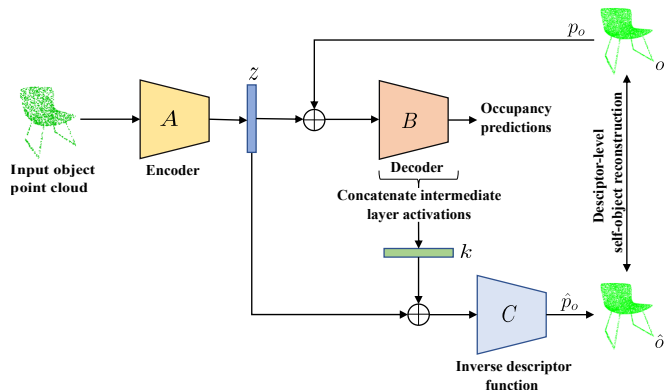 p_o
o
z
A
B
Occupancy
predictions
Input object
point cloud
Encoder
Decoder
Concatenate intermediate
layer activations
Desciptor-level
self-object reconstruction
k
C
p̂_o
ô
Inverse descriptor
function